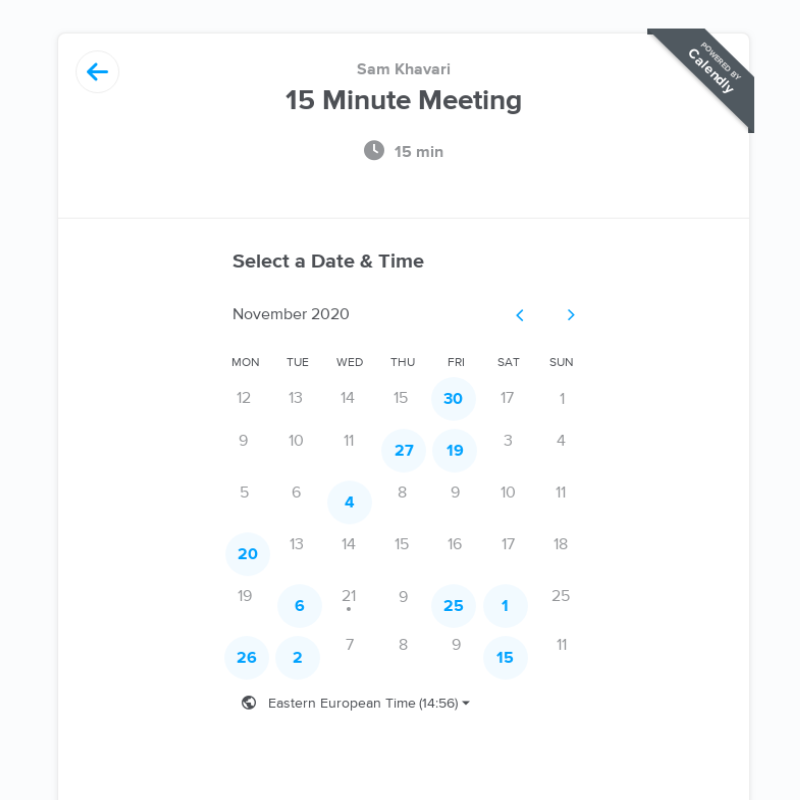 POWERED BY
Calendly
Sam Khavari
15 Minute Meeting
15 min
Select a Date & Time
November 2020
MON TUE WED THU FRI SAT SUN
12 13 14 15 30 17 1
9 10 11 27 19 3 4
5 6 4 8 9 10 11
20 13 14 15 16 17 18
19 6 21 9 25 1 25
26 2 7 8 9 15 11
Eastern European Time (14:56)